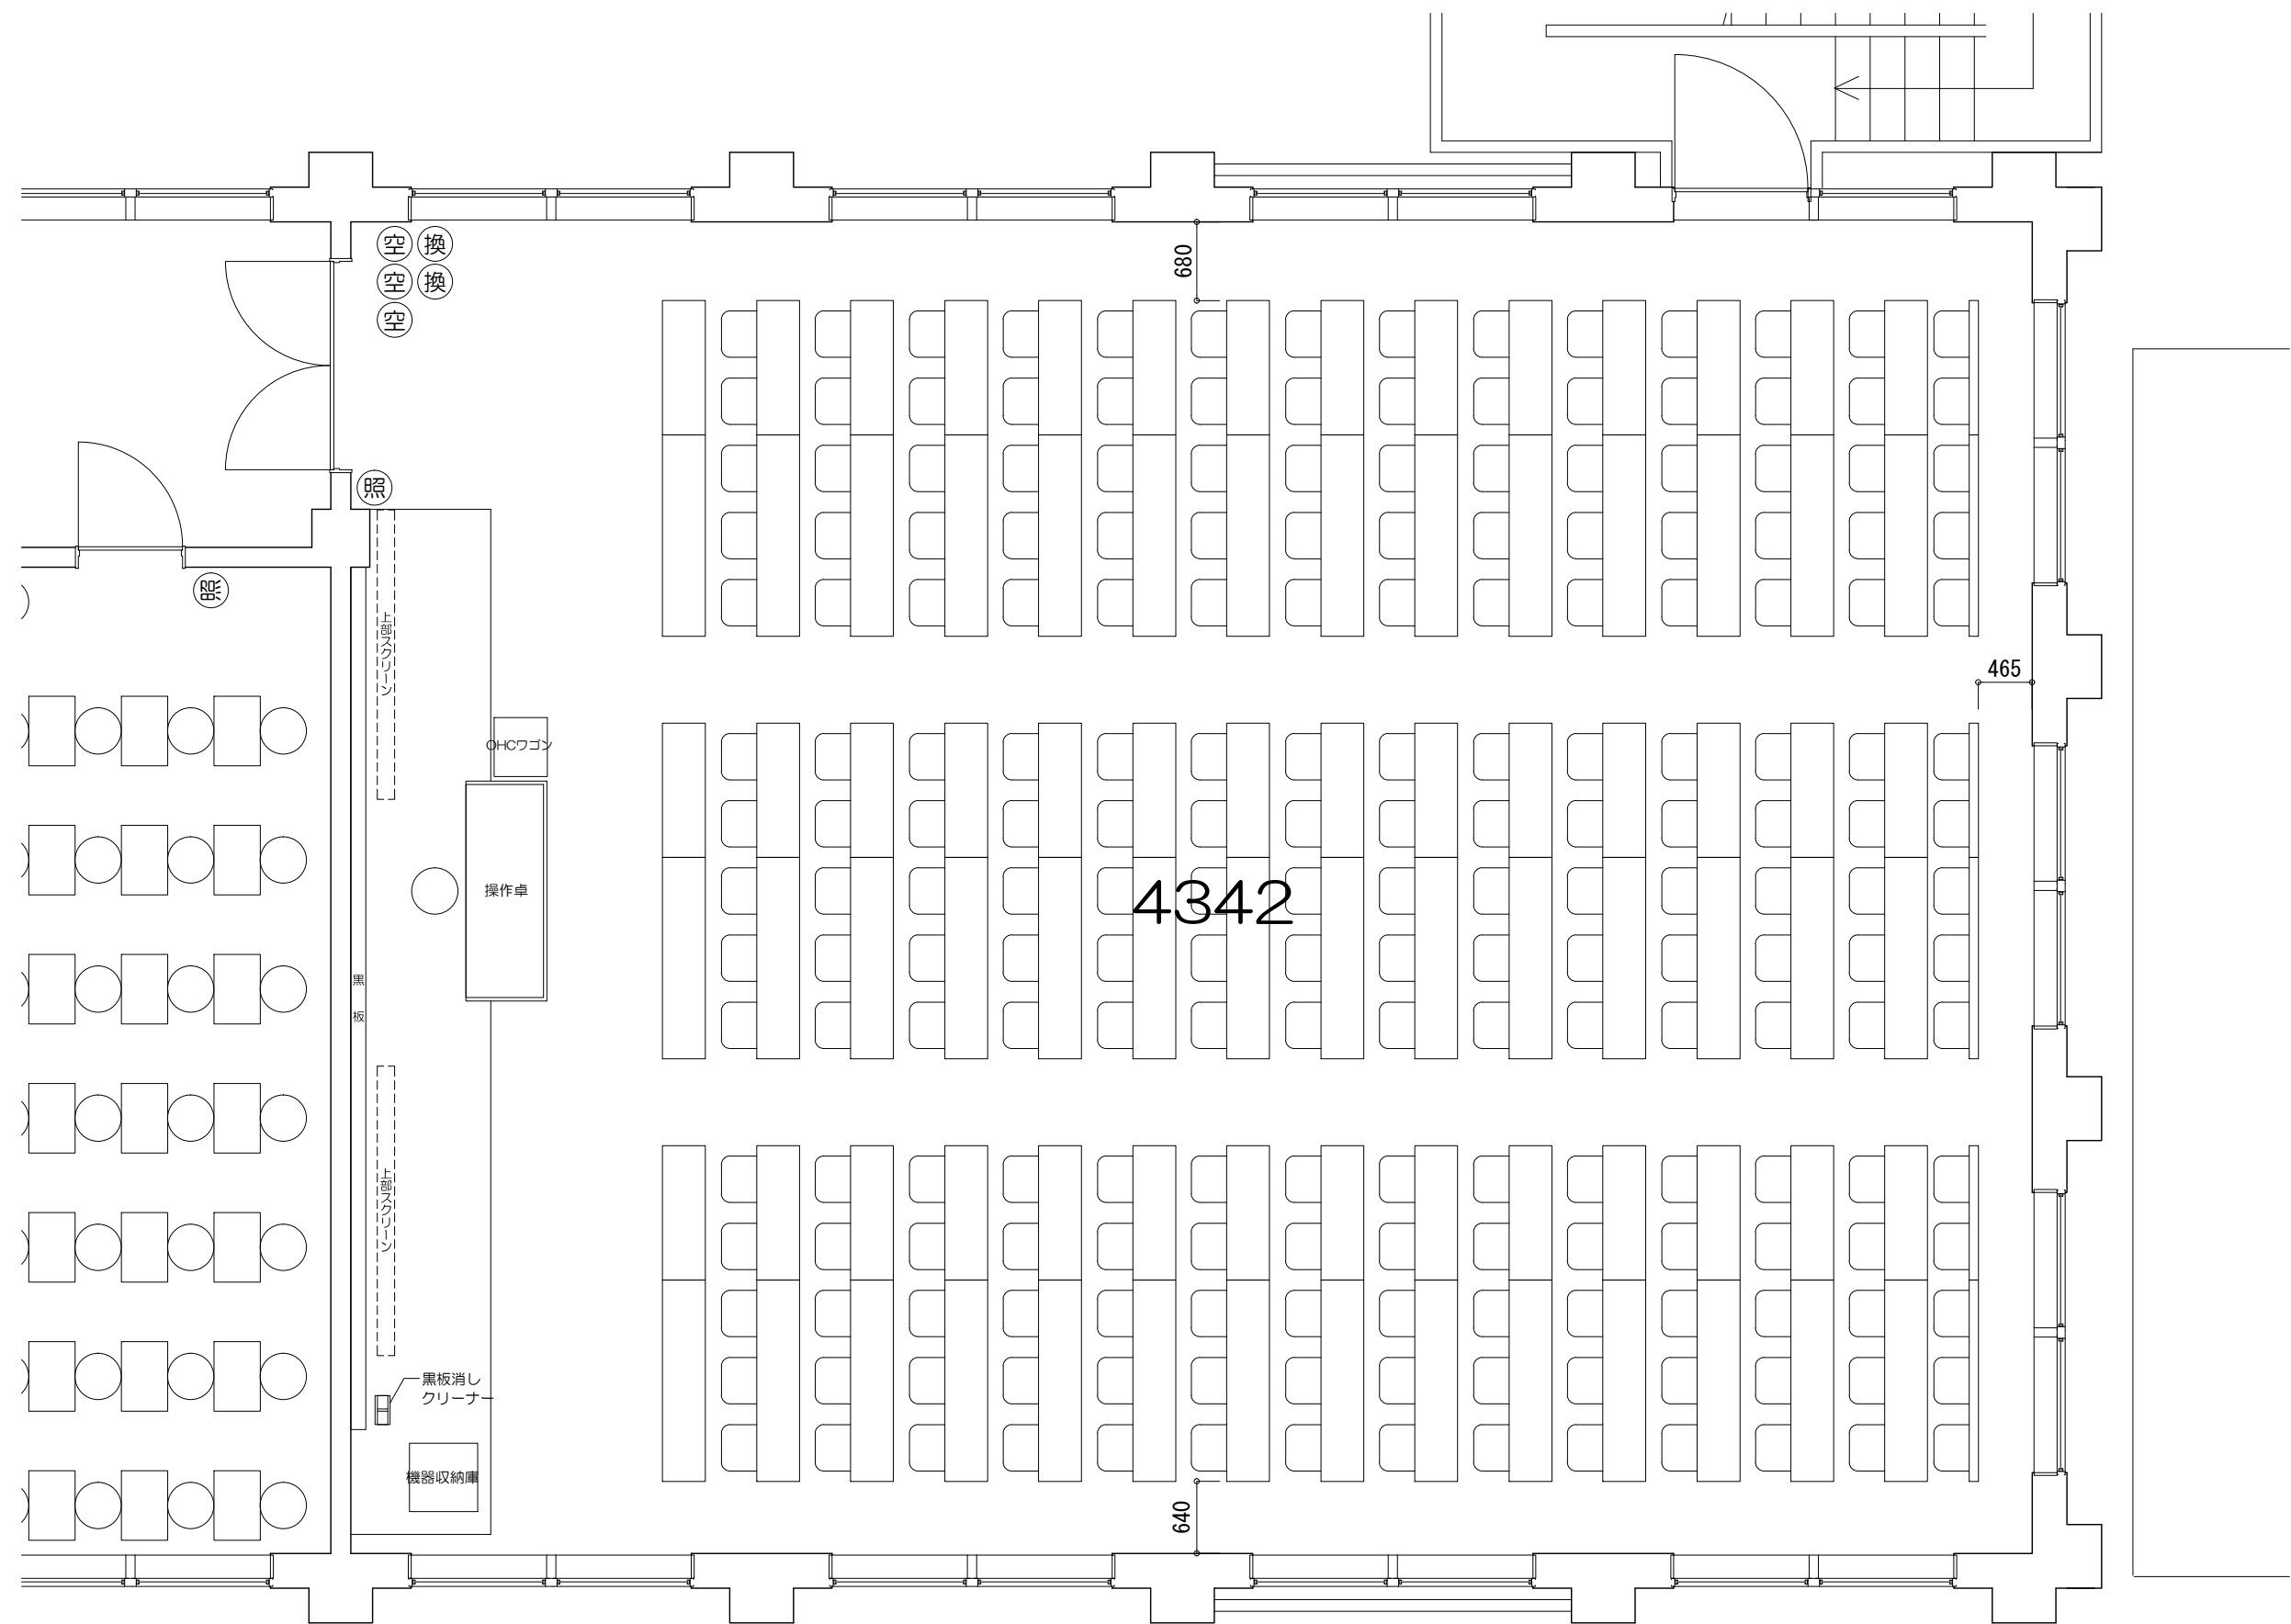 680
空 換
空 換
空
照
照
上部スクリーン
465
OHCワゴン
操作卓
4342
黒板
上部スクリーン
黒板消し
クリーナー
機器収納庫
640